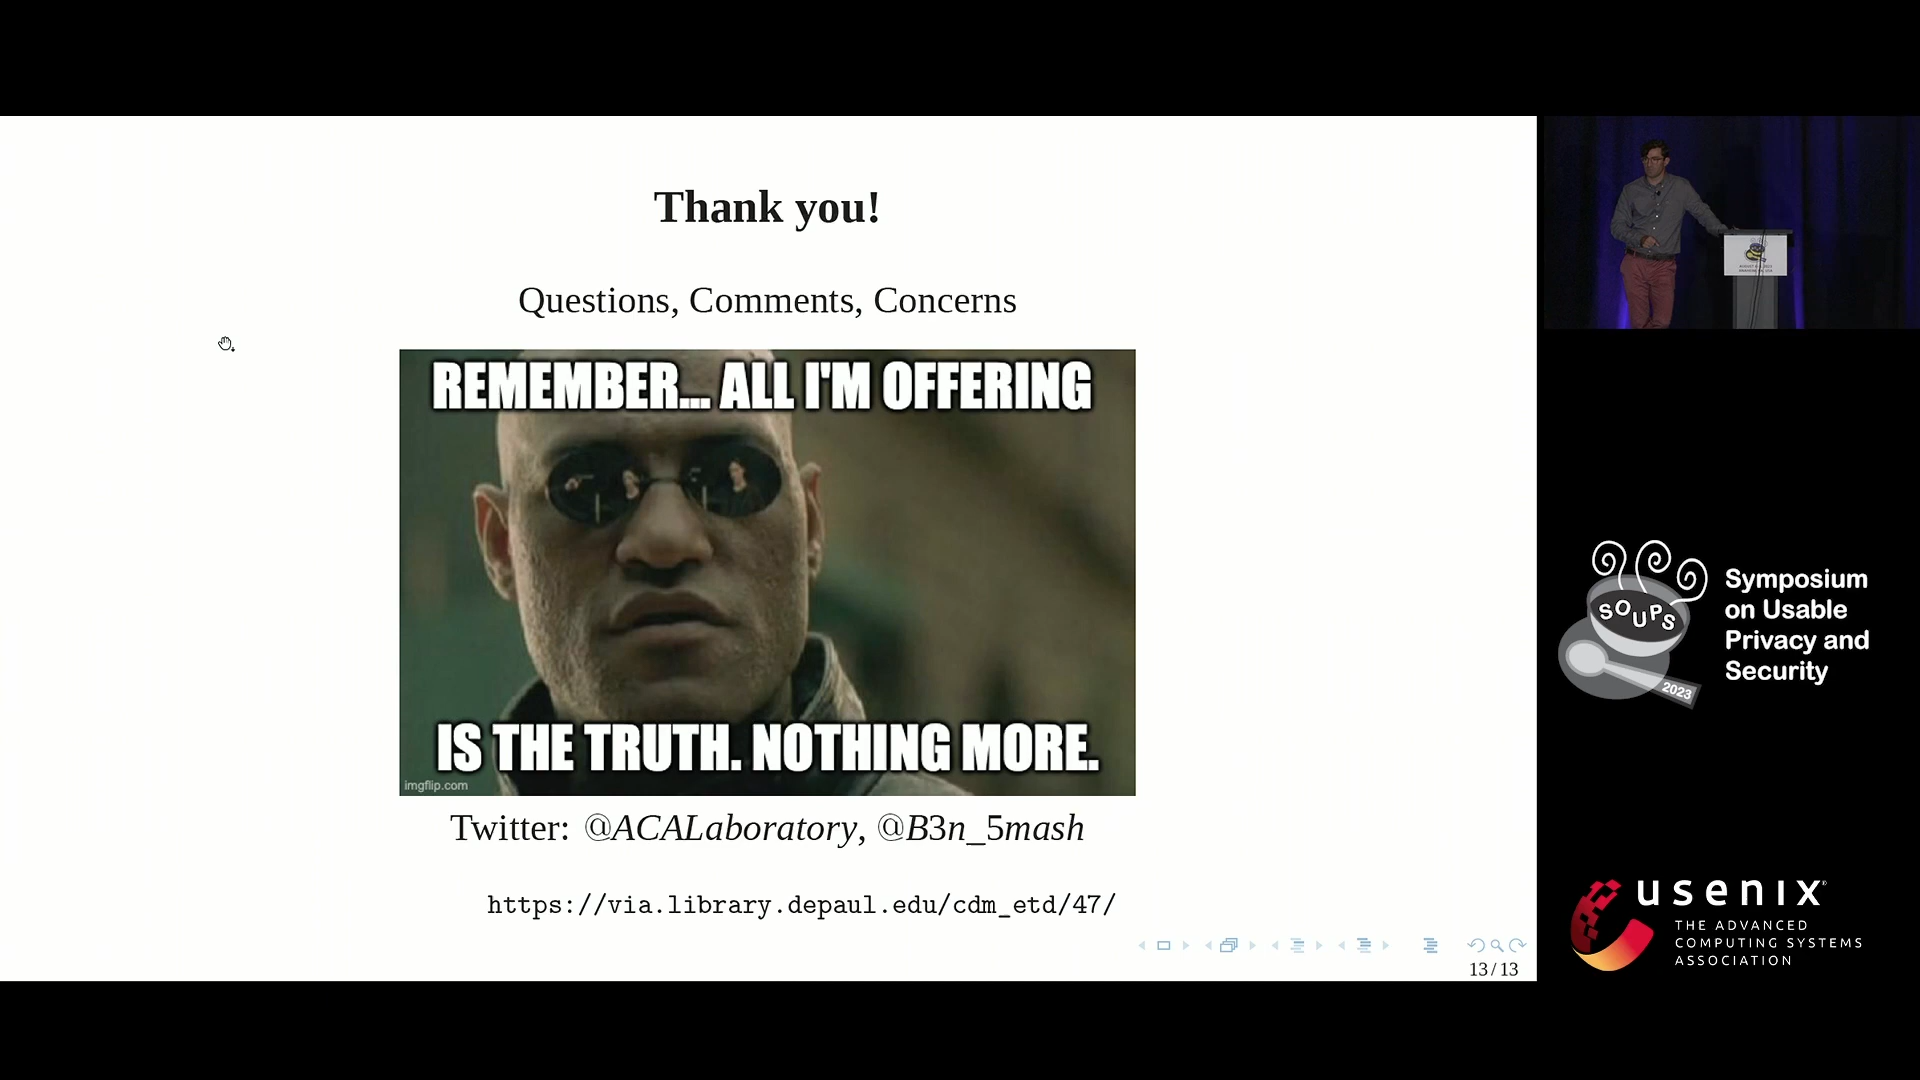 Thank you!
Questions, Comments, Concerns
REMEMBER... ALL I'M OFFERING
IS THE TRUTH. NOTHING MORE.
imgflip.com
Twitter: @ACALaboratory, @B3n_5mash
https://via.library.depaul.edu/cdm_etd/47/
13/13
SOUPS
2023
Symposium
on Usable
Privacy and
Security
usenix
THE ADVANCED
COMPUTING SYSTEMS
ASSOCIATION